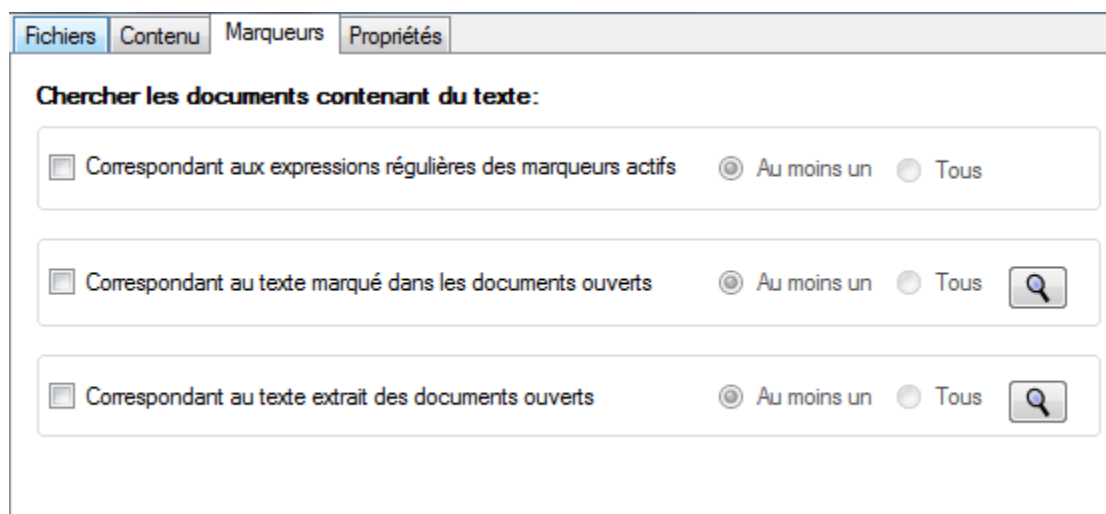 Fichiers Contenu Marqueurs Propriétés
Chercher les documents contenant du texte:
Correspondant aux expressions régulières des marqueurs actifs Au moins un Tous
Correspondant au texte marqué dans les documents ouverts Au moins un Tous
Correspondant au texte extrait des documents ouverts Au moins un Tous